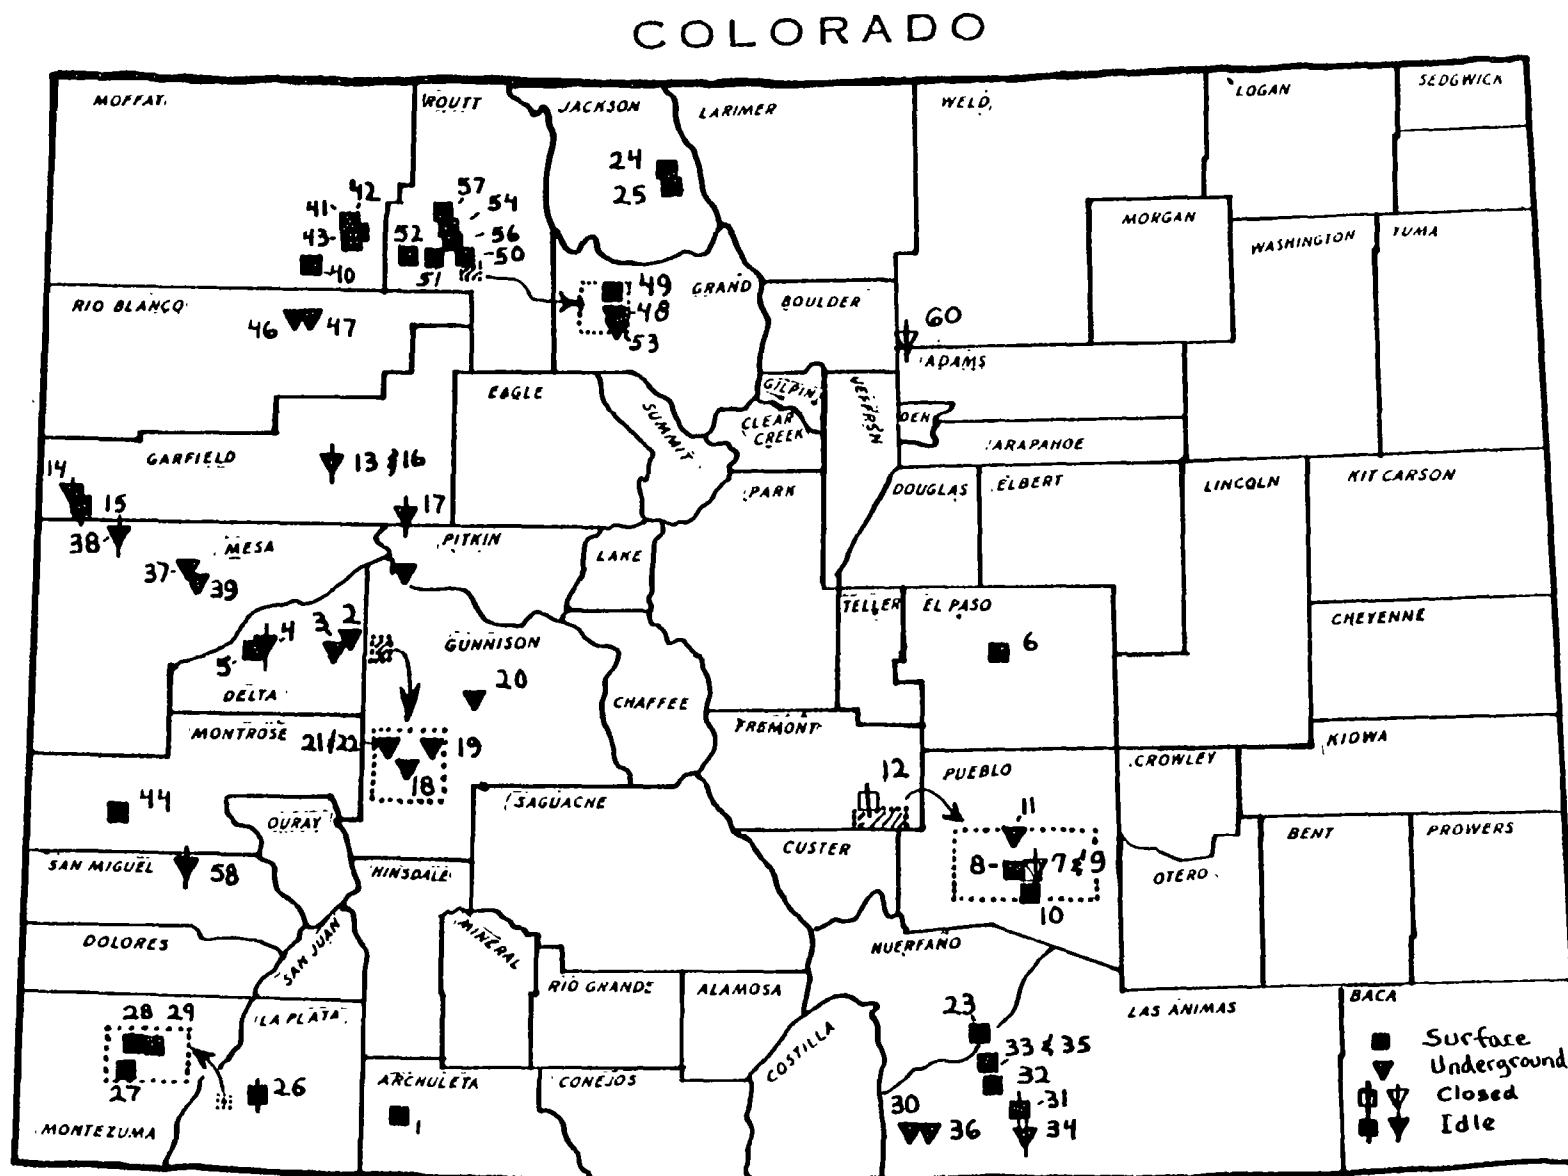 COLORADO
MOFFAT
ROUTT
JACKSON
LARIMER
WELD
LOGAN
SEDGWICK
24
25
57
42
41
54
43
52
56
50
40
51
MORGAN
WASHINGTON
YUMA
RIO BLANCO
46
47
49
48
53
GRAND
BOULDER
60
ADAMS
EAGLE
SUMMIT
GILPIN
CLEAR
CREEK
JEFFRSN
DEN
ARAPAHOE
GARFIELD
13 & 16
14
15
17
PARK
DOUGLAS
ELBERT
LINCOLN
KIT CARSON
38
MESA
PITKIN
LAKE
37
39
TELLER
EL PASO
CHEYENNE
3
2
4
5
GUNNISON
6
DELTA
20
CHAFFEE
MONTROSE
21 & 22
19
18
FREMONT
KIOWA
12
PUEBLO
CROWLEY
44
OURAY
SAGUACHE
11
BENT
PROWERS
SAN MIGUEL
58
HINSDALE
CUSTER
8
7 & 9
10
OTERO
DOLORES
SAN JUAN
MINERAL
HUERFANO
RIO GRANDE
ALAMOSA
LAS ANIMAS
BACA
28 29
27
LA PLATA
26
COSTILLA
23
33 & 35
32
31
34
30
36
MONTEZUMA
ARCHULETA
1
CONEJOS
Surface
Underground
Closed
Idle